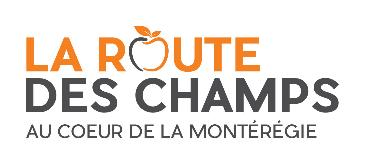 LA ROUTE
DES CHAMPS
AU COEUR DE LA MONTÉRÉGIE